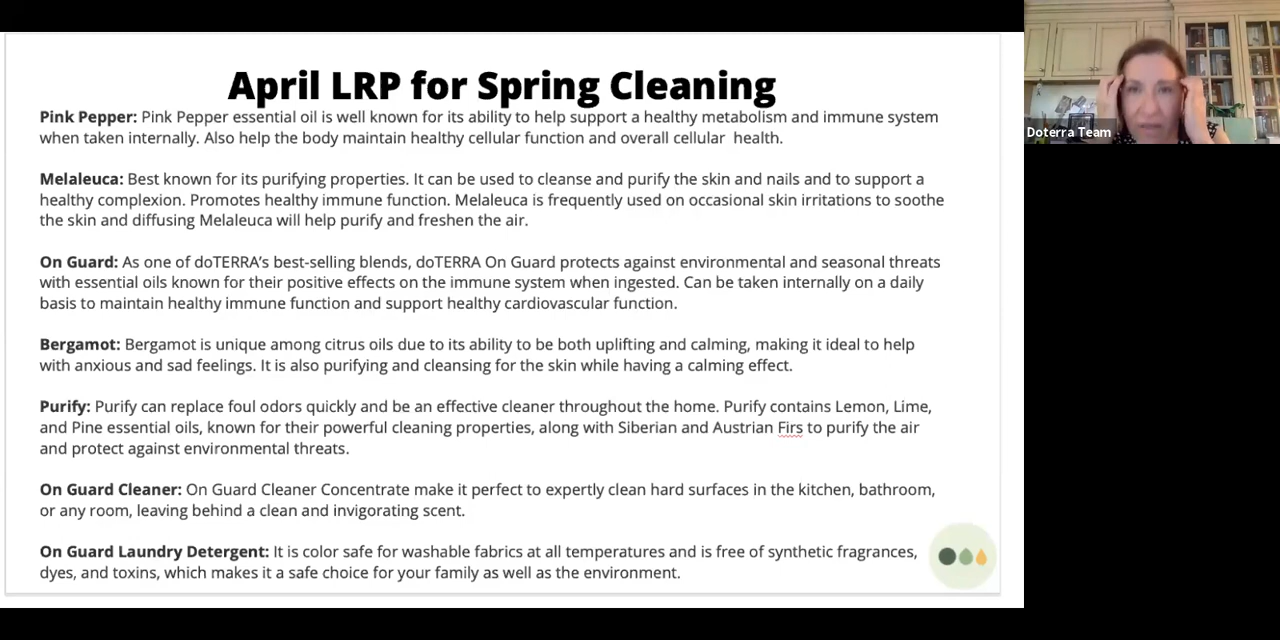 April LRP for Spring Cleaning
Pink Pepper: Pink Pepper essential oil is well known for its ability to help support a healthy metabolism and immune system
when taken internally. Also help the body maintain healthy cellular function and overall cellular health.
Melaleuca: Best known for its purifying properties. It can be used to cleanse and purify the skin and nails and to support a
healthy complexion. Promotes healthy immune function. Melaleuca is frequently used on occasional skin irritations to soothe
the skin and diffusing Melaleuca will help purify and freshen the air.
On Guard: As one of doTERRA’s best-selling blends, doTERRA On Guard protects against environmental and seasonal threats
with essential oils known for their positive effects on the immune system when ingested. Can be taken internally on a daily
basis to maintain healthy immune function and support healthy cardiovascular function.
Bergamot: Bergamot is unique among citrus oils due to its ability to be both uplifting and calming, making it ideal to help
with anxious and sad feelings. It is also purifying and cleansing for the skin while having a calming effect.
Purify: Purify can replace foul odors quickly and be an effective cleaner throughout the home. Purify contains Lemon, Lime,
and Pine essential oils, known for their powerful cleaning properties, along with Siberian and Austrian Firs to purify the air
and protect against environmental threats.
On Guard Cleaner: On Guard Cleaner Concentrate make it perfect to expertly clean hard surfaces in the kitchen, bathroom,
or any room, leaving behind a clean and invigorating scent.
On Guard Laundry Detergent: It is color safe for washable fabrics at all temperatures and is free of synthetic fragrances,
dyes, and toxins, which makes it a safe choice for your family as well as the environment.
Doterra Team